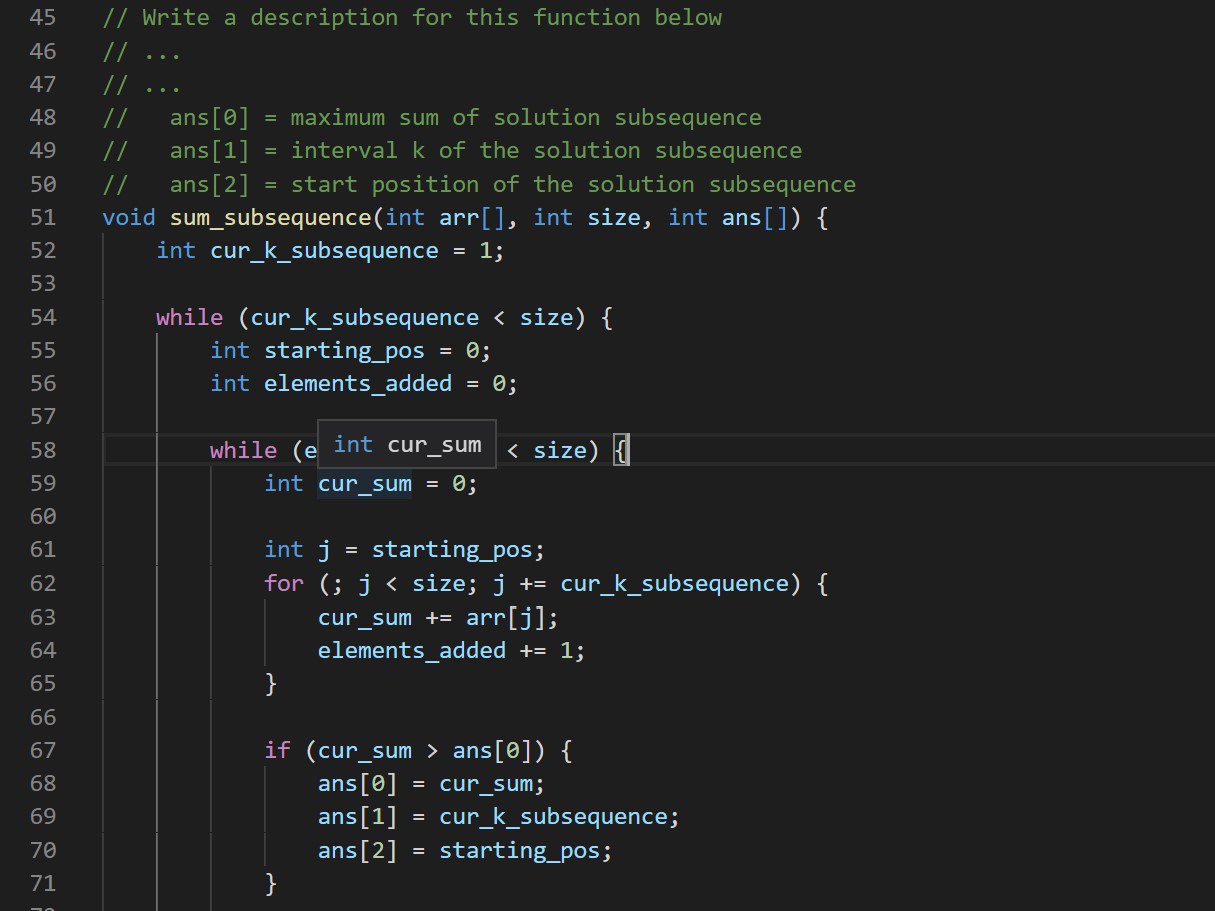 45 // Write a description for this function below
46 // ...
47 // ...
48 //   ans[0] = maximum sum of solution subsequence
49 //   ans[1] = interval k of the solution subsequence
50 //   ans[2] = start position of the solution subsequence
51 void sum_subsequence(int arr[], int size, int ans[]) {
52     int cur_k_subsequence = 1;
53
54     while (cur_k_subsequence < size) {
55         int starting_pos = 0;
56         int elements_added = 0;
57
58         while (e int cur_sum < size) {
59             int cur_sum = 0;
60
61             int j = starting_pos;
62             for (; j < size; j += cur_k_subsequence) {
63                 cur_sum += arr[j];
64                 elements_added += 1;
65             }
66
67             if (cur_sum > ans[0]) {
68                 ans[0] = cur_sum;
69                 ans[1] = cur_k_subsequence;
70                 ans[2] = starting_pos;
71             }